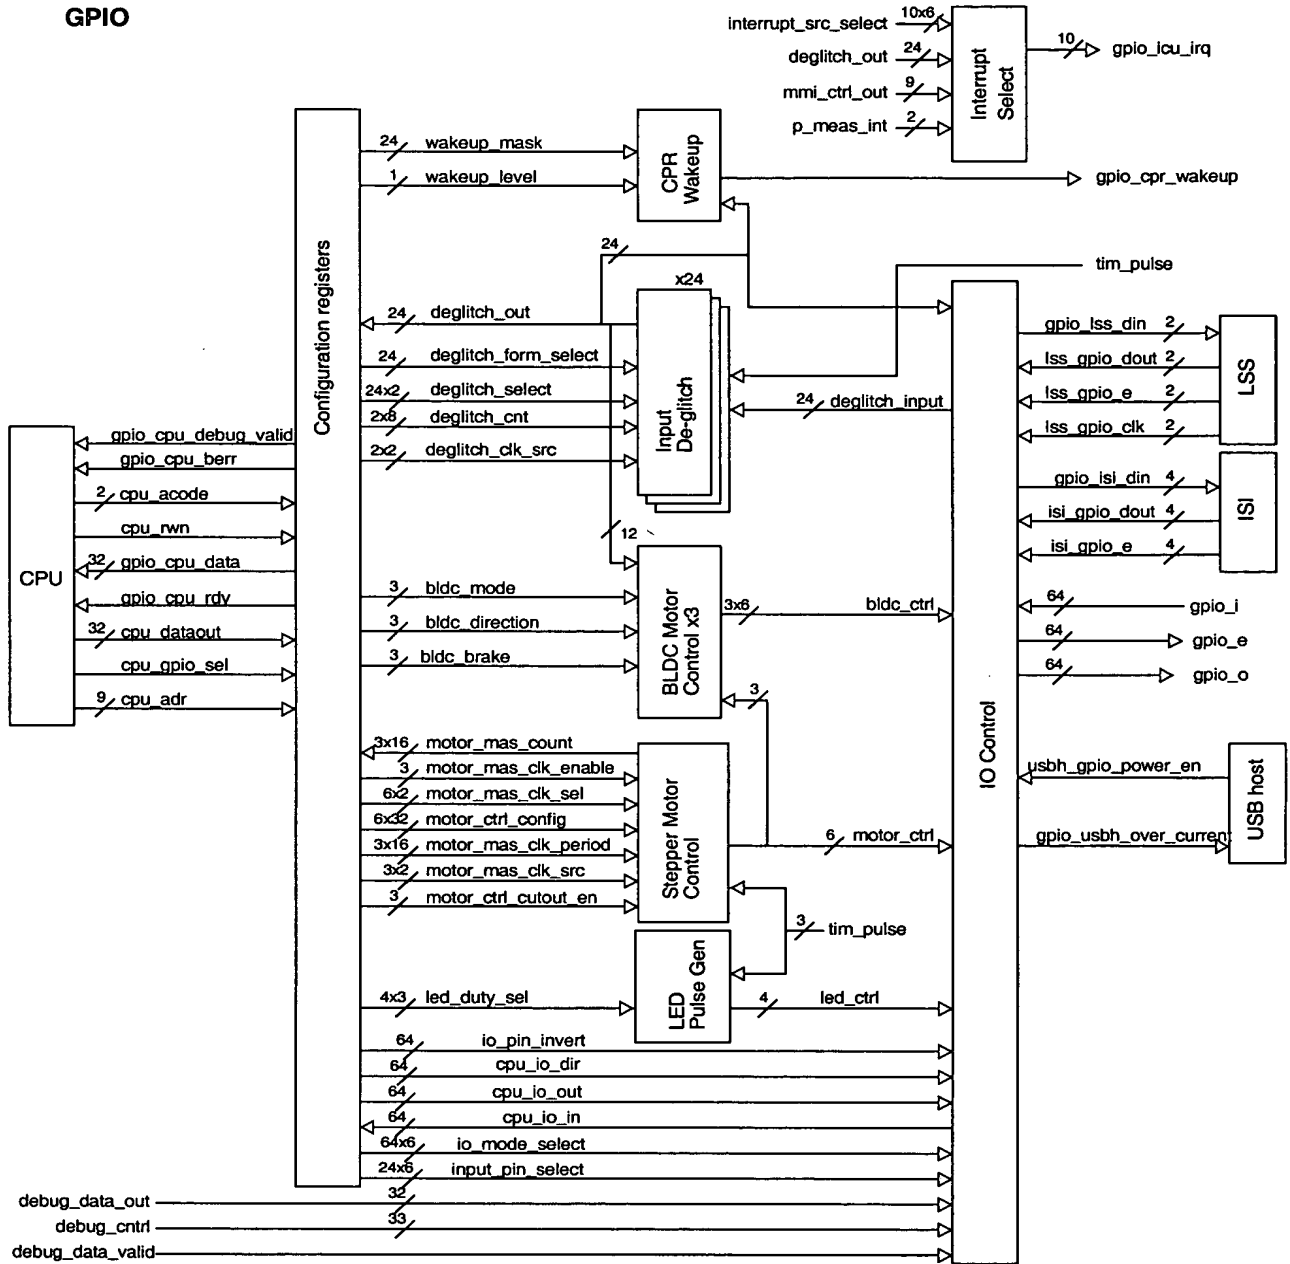 GPIO
interrupt_src_select 10x6
deglitch_out 24
mmi_ctrl_out 9
p_meas_int 2
Interrupt Select
10 gpio_icu_irq
Configuration registers
24 wakeup_mask
1 wakeup_level
CPR Wakeup
gpio_cpr_wakeup
24
tim_pulse
x24
24 deglitch_out
24 deglitch_form_select
24x2 deglitch_select
2x8 deglitch_cnt
2x2 deglitch_clk_src
Input De-glitch
24 deglitch_input
12
gpio_lss_din 2
lss_gpio_dout 2
lss_gpio_e 2
lss_gpio_clk 2
LSS
gpio_isi_din 4
isi_gpio_dout 4
isi_gpio_e 4
ISI
CPU
gpio_cpu_debug_valid
gpio_cpu_berr
2 cpu_acode
cpu_rwn
32 gpio_cpu_data
gpio_cpu_rdy
32 cpu_dataout
cpu_gpio_sel
9 cpu_adr
3 bldc_mode
3 bldc_direction
3 bldc_brake
BLDC Motor Control x3
3x6 bldc_ctrl
3
64 gpio_i
64 gpio_e
64 gpio_o
IO Control
3x16 motor_mas_count
3 motor_mas_clk_enable
6x2 motor_mas_clk_sel
6x32 motor_ctrl_config
3x16 motor_mas_clk_period
3x2 motor_mas_clk_src
3 motor_ctrl_cutout_en
Stepper Motor Control
6 motor_ctrl
usbh_gpio_power_en
gpio_usbh_over_current
USB host
3 tim_pulse
4x3 led_duty_sel
LED Pulse Gen
4 led_ctrl
64 io_pin_invert
64 cpu_io_dir
64 cpu_io_out
64 cpu_io_in
64x6 io_mode_select
24x6 input_pin_select
debug_data_out 32
debug_cntrl 33
debug_data_valid